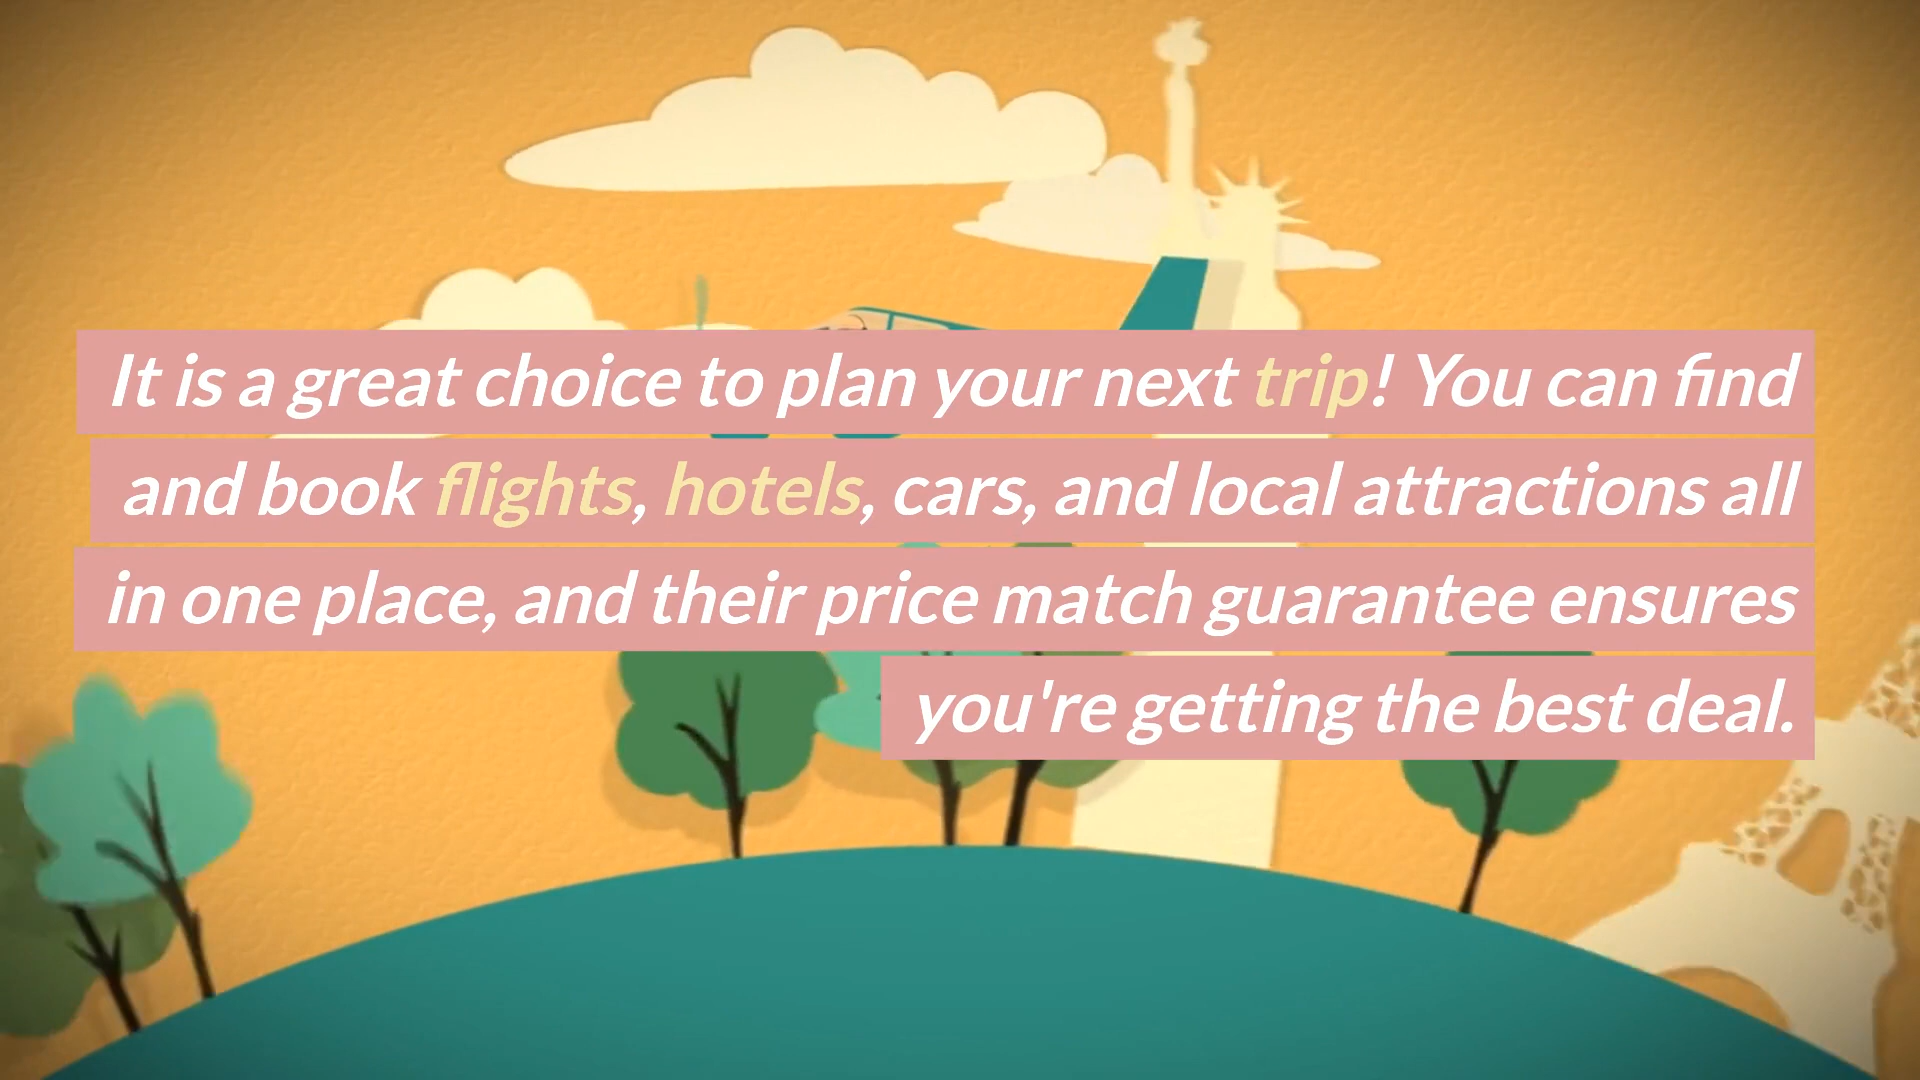 It is a great choice to plan your next trip! You can find
and book flights, hotels, cars, and local attractions all
in one place, and their price match guarantee ensures
you're getting the best deal.